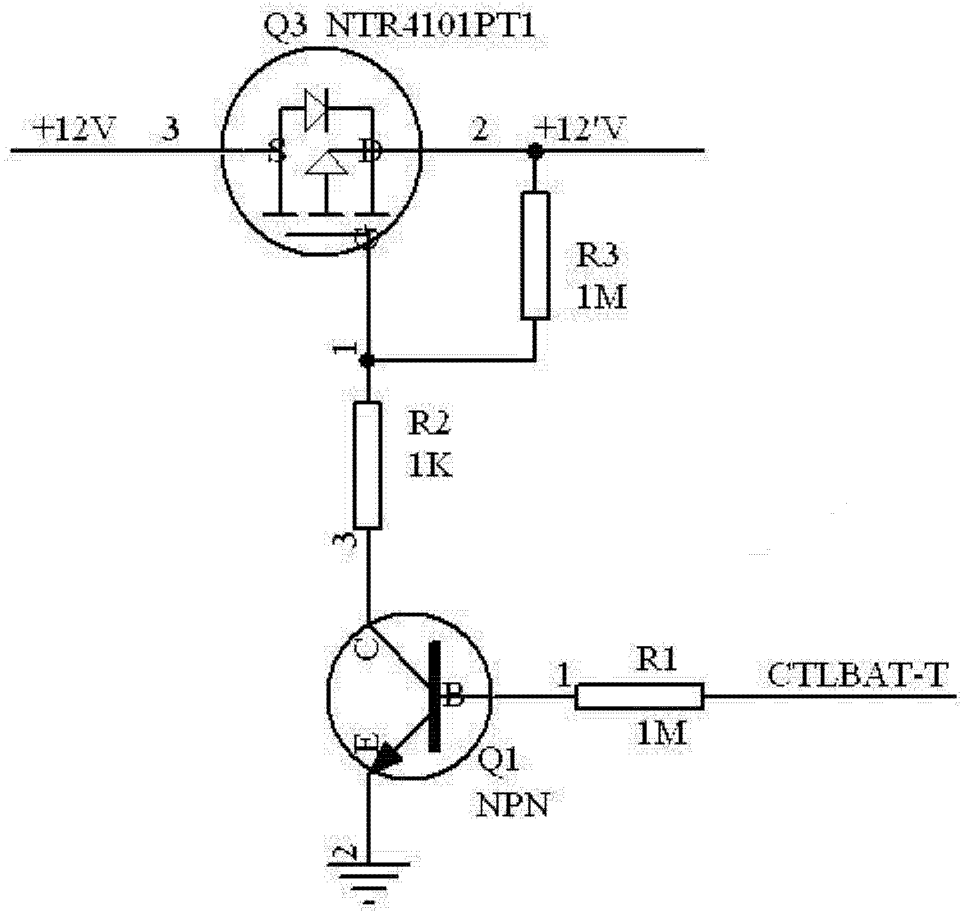 Q3 NTR4101PT1
+12V 3
2 +12'V
S
D
G
R3
1M
1
R2
1K
3
C
B
E
1
R1
1M
CTLBAT-T
Q1
NPN
2